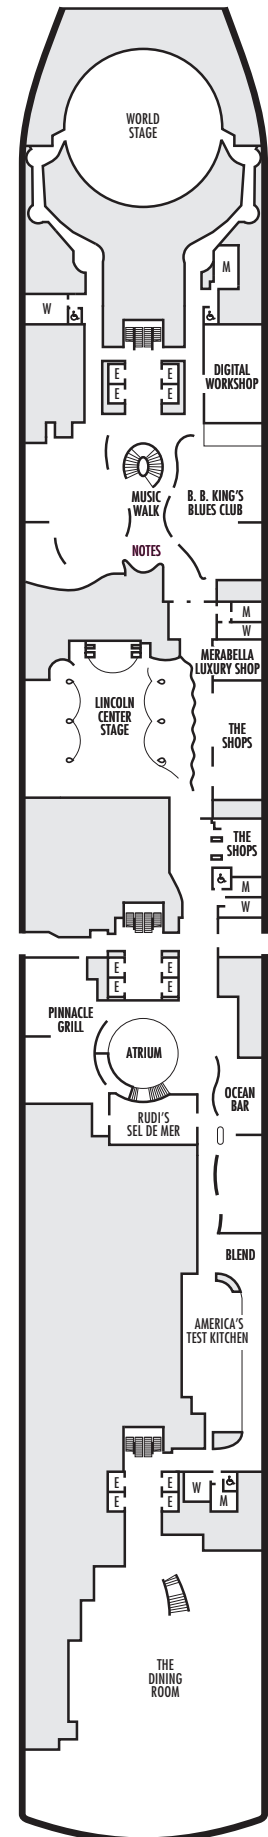 WORLD
STAGE
M
W
E
E
E
E
DIGITAL
WORKSHOP
MUSIC
WALK
B. B. KING'S
BLUES CLUB
NOTES
M
W
MERABELLA
LUXURY SHOP
LINCOLN
CENTER
STAGE
THE
SHOPS
THE
SHOPS
M
W
E
E
E
E
PINNACLE
GRILL
ATRIUM
OCEAN
BAR
RUDI'S
SEL DE MER
BLEND
AMERICA'S
TEST KITCHEN
E
E
E
E
W
M
THE
DINING
ROOM